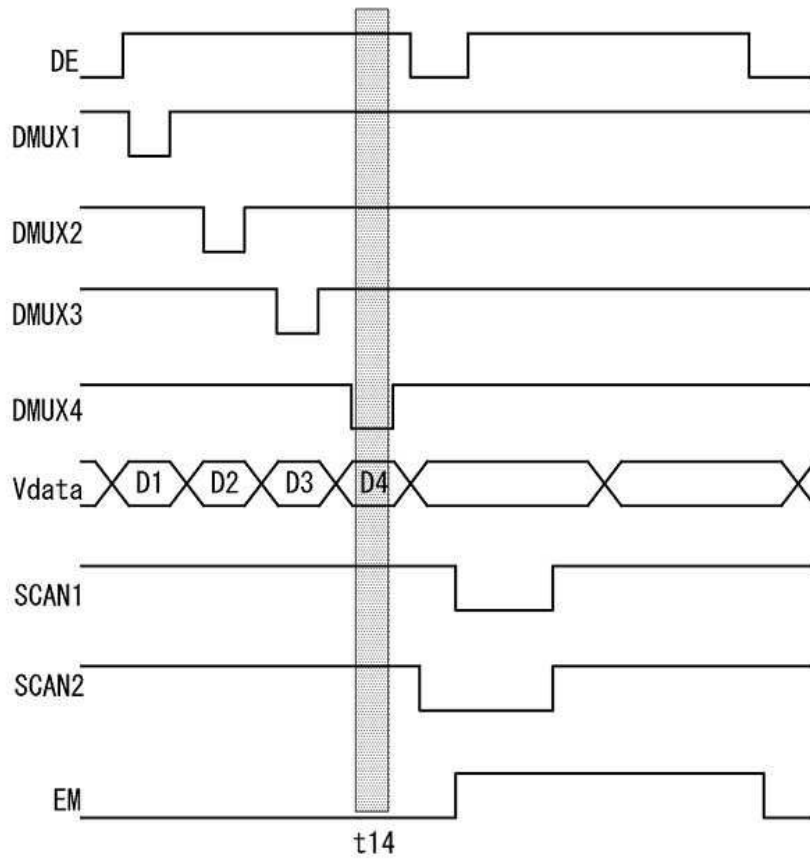 DE
DMUX1
DMUX2
DMUX3
DMUX4
Vdata D1 D2 D3 D4
SCAN1
SCAN2
EM
t14